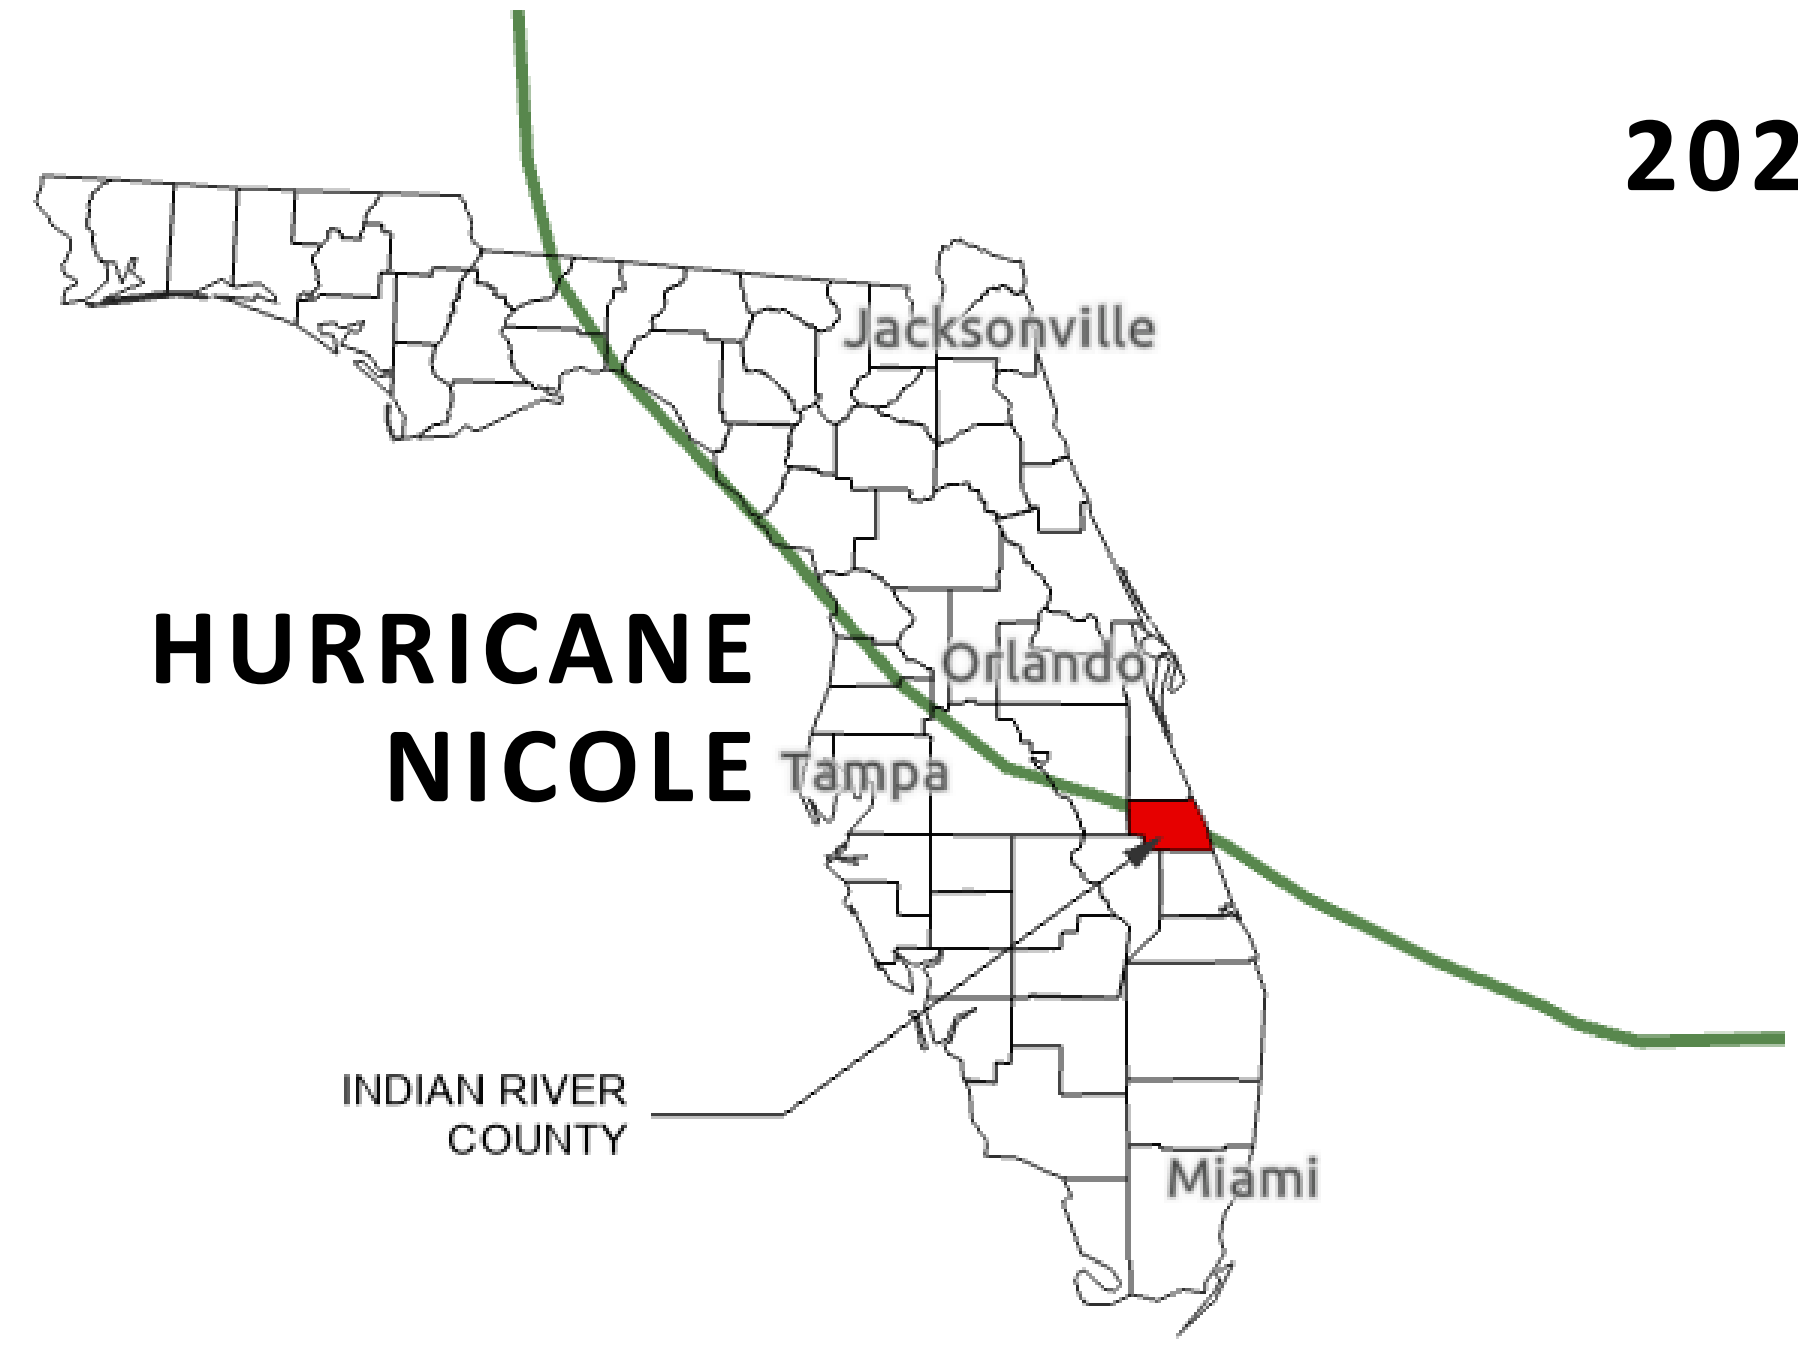 202
Jacksonville
HURRICANE
NICOLE
Orlando
Tampa
INDIAN RIVER
COUNTY
Miami